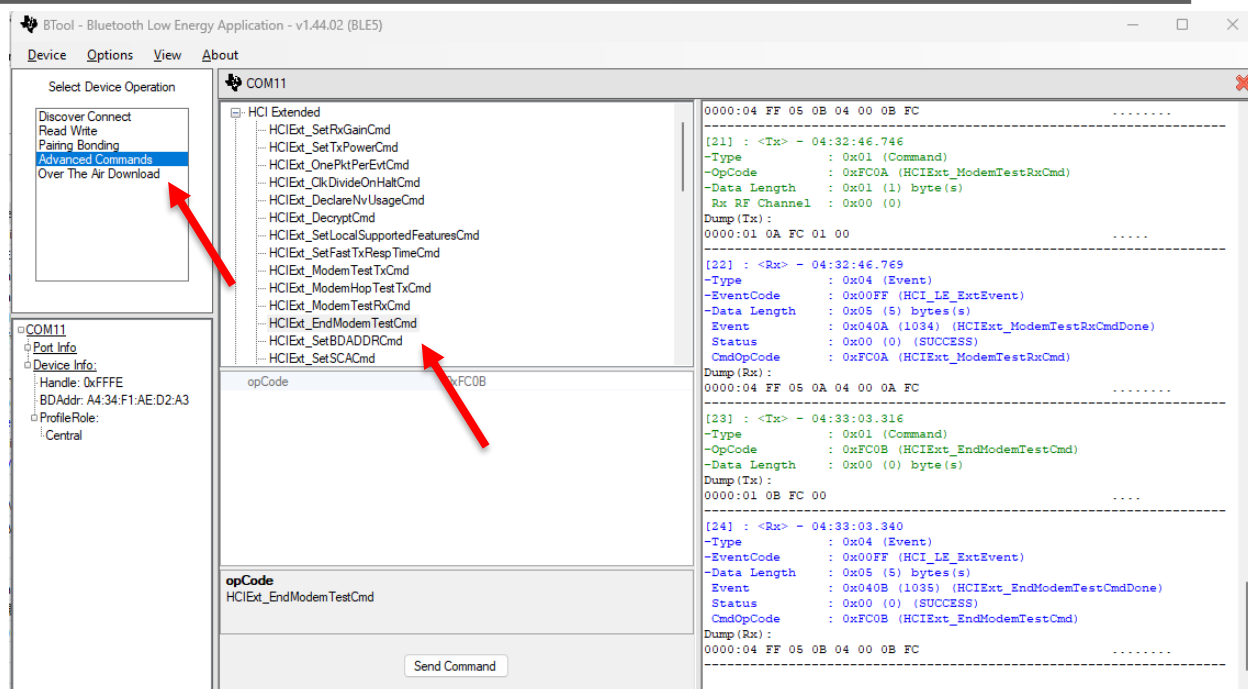 BTool - Bluetooth Low Energy Application - v1.44.02 (BLE5)
Device Options View About
Select Device Operation
Discover Connect
Read Write
Pairing Bonding
Advanced Commands
Over The Air Download
COM11
Port Info
Device Info:
Handle: 0xFFFE
BDAddr: A4:34:F1:AE:D2:A3
ProfileRole:
Central
COM11
HCI Extended
HCIExt_SetRxGainCmd
HCIExt_SetTxPowerCmd
HCIExt_OnePktPerEvtCmd
HCIExt_ClkDivideOnHaltCmd
HCIExt_DeclareNvUsageCmd
HCIExt_DecryptCmd
HCIExt_SetLocalSupportedFeaturesCmd
HCIExt_SetFastTxRespTimeCmd
HCIExt_ModemTestTxCmd
HCIExt_ModemHopTestTxCmd
HCIExt_ModemTestRxCmd
HCIExt_EndModemTestCmd
HCIExt_SetBDADDRCmd
HCIExt_SetSCACmd
opCode 0xFC0B
opCode
HCIExt_EndModemTestCmd
Send Command
0000:04 FF 05 0B 04 00 0B FC ........
------------------------------------------------------------------------
[21] : <Tx> - 04:32:46.746
-Type : 0x01 (Command)
-OpCode : 0xFC0A (HCIExt_ModemTestRxCmd)
-Data Length : 0x01 (1) byte(s)
Rx RF Channel : 0x00 (0)
Dump(Tx):
0000:01 0A FC 01 00 .....
------------------------------------------------------------------------
[22] : <Rx> - 04:32:46.769
-Type : 0x04 (Event)
-EventCode : 0x00FF (HCI_LE_ExtEvent)
-Data Length : 0x05 (5) bytes(s)
Event : 0x040A (1034) (HCIExt_ModemTestRxCmdDone)
Status : 0x00 (0) (SUCCESS)
CmdOpCode : 0xFC0A (HCIExt_ModemTestRxCmd)
Dump(Rx):
0000:04 FF 05 0A 04 00 0A FC ........
------------------------------------------------------------------------
[23] : <Tx> - 04:33:03.316
-Type : 0x01 (Command)
-OpCode : 0xFC0B (HCIExt_EndModemTestCmd)
-Data Length : 0x00 (0) byte(s)
Dump(Tx):
0000:01 0B FC 00 ....
------------------------------------------------------------------------
[24] : <Rx> - 04:33:03.340
-Type : 0x04 (Event)
-EventCode : 0x00FF (HCI_LE_ExtEvent)
-Data Length : 0x05 (5) bytes(s)
Event : 0x040B (1035) (HCIExt_EndModemTestCmdDone)
Status : 0x00 (0) (SUCCESS)
CmdOpCode : 0xFC0B (HCIExt_EndModemTestCmd)
Dump(Rx):
0000:04 FF 05 0B 04 00 0B FC ........
------------------------------------------------------------------------